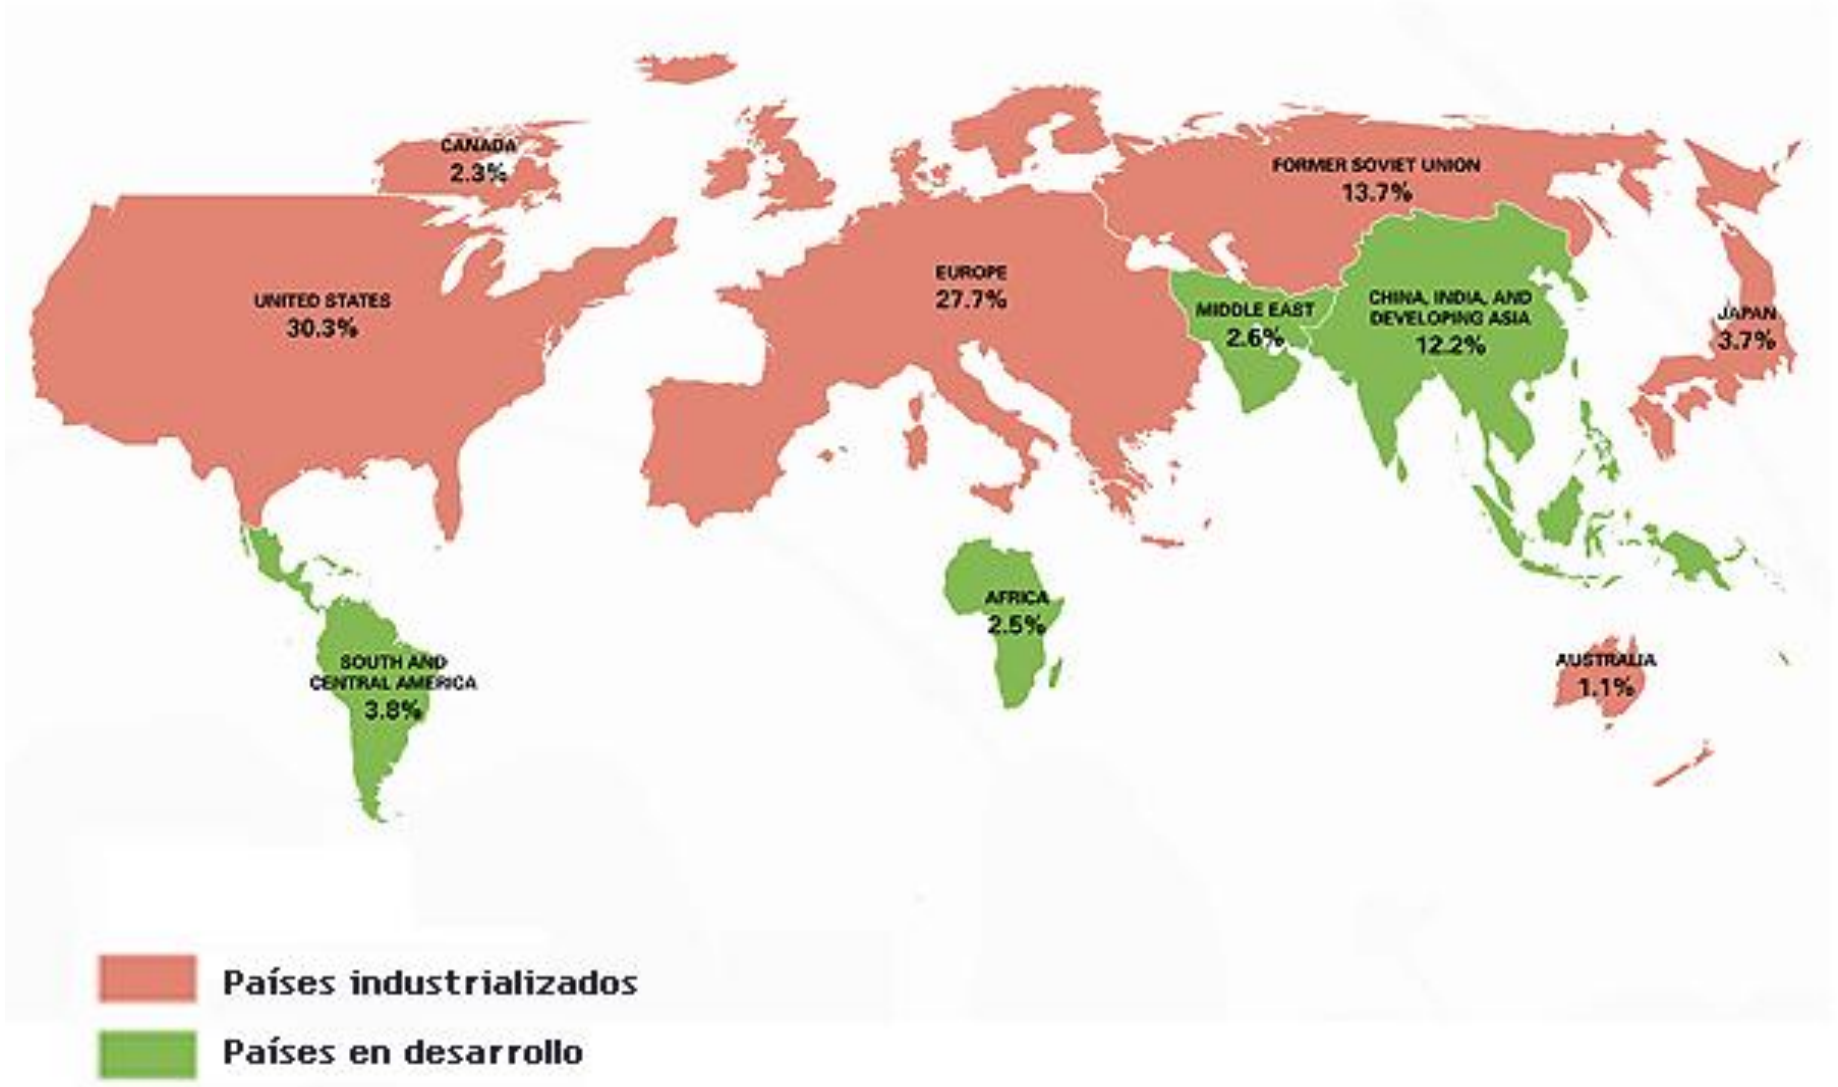 CANADA
2.3%
FORMER SOVIET UNION
13.7%
UNITED STATES
30.3%
EUROPE
27.7%
MIDDLE EAST
2.6%
CHINA, INDIA, AND
DEVELOPING ASIA
12.2%
JAPAN
3.7%
AFRICA
2.5%
SOUTH AND
CENTRAL AMERICA
3.8%
AUSTRALIA
1.1%
Países industrializados
Países en desarrollo